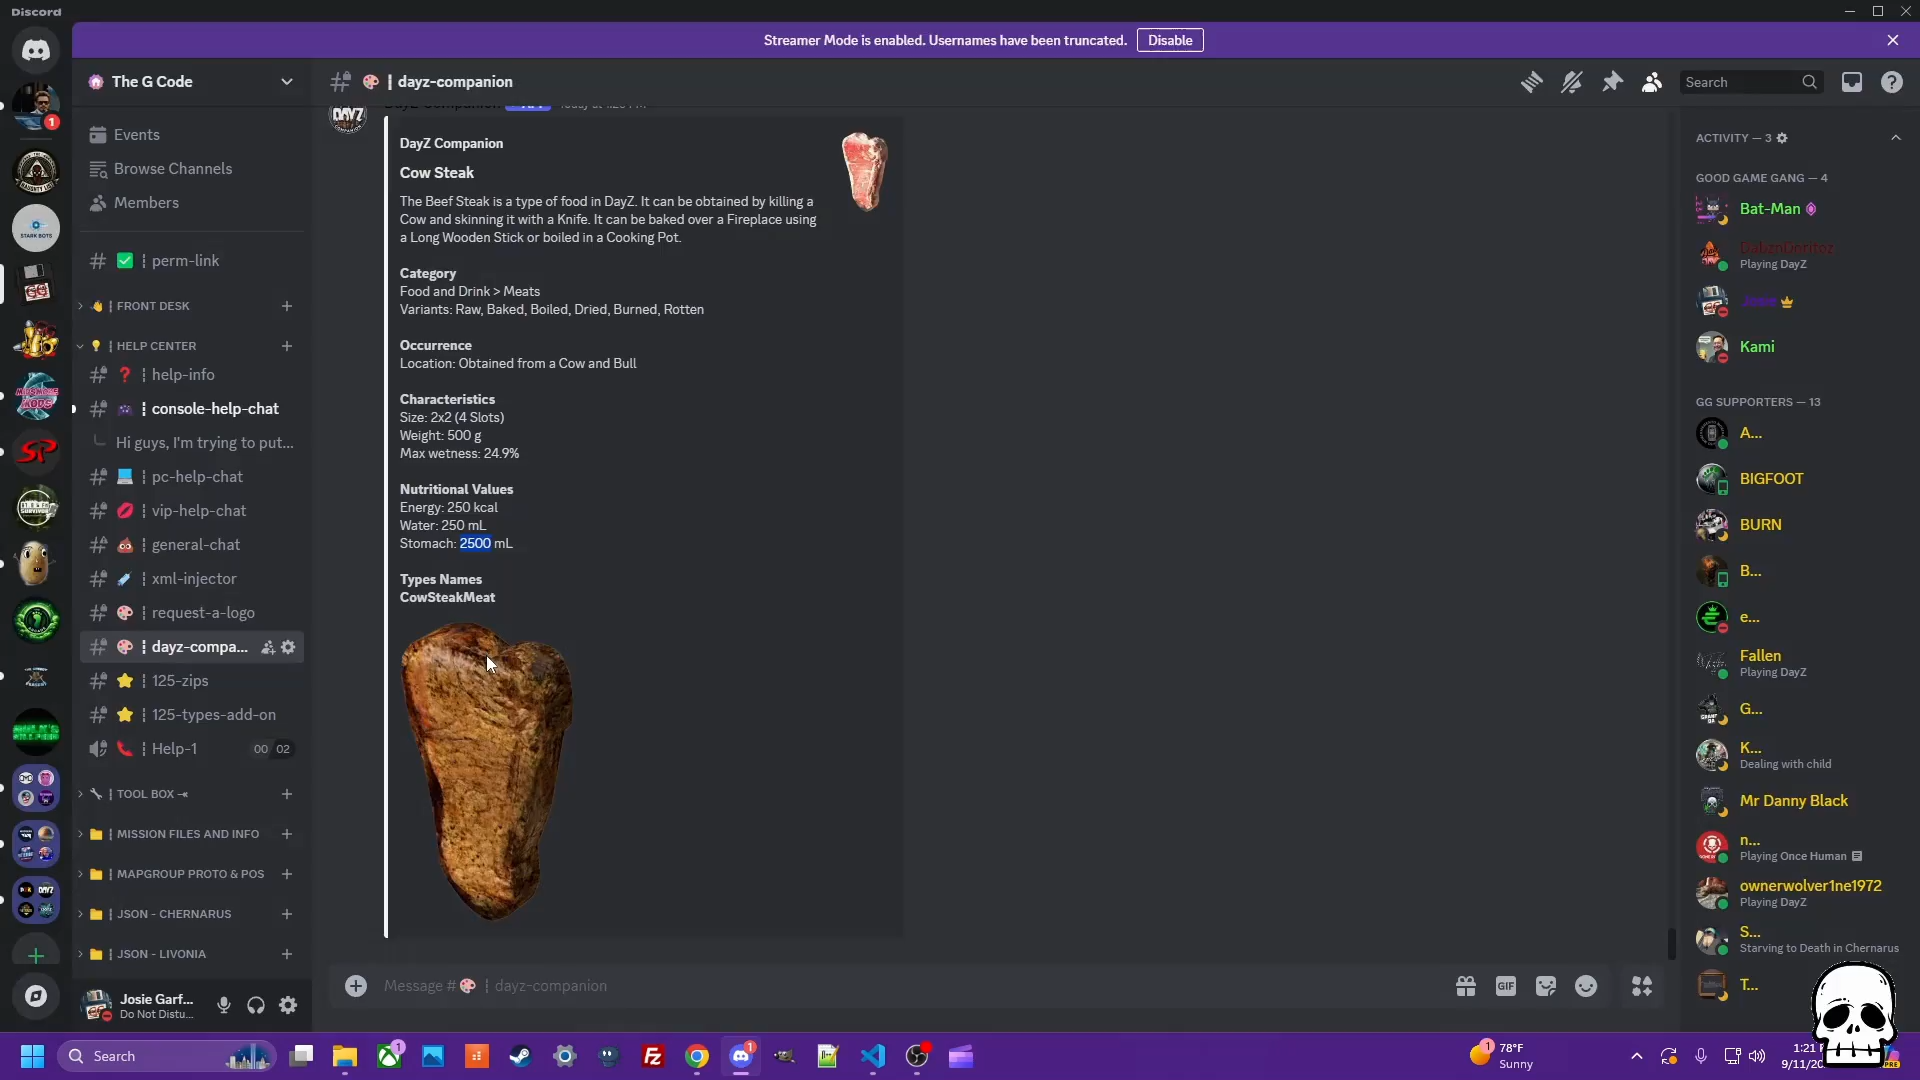 Discord
Streamer Mode is enabled. Usernames have been truncated.
Disable
The G Code
| dayz-companion
Search
Events
Browse Channels
Members
¦ perm-link
¦ FRONT DESK
¦ HELP CENTER
¦ help-info
¦ console-help-chat
Hi guys, I'm trying to put...
¦ pc-help-chat
¦ vip-help-chat
¦ general-chat
¦ xml-injector
¦ request-a-logo
¦ dayz-compa...
¦ 125-zips
¦ 125-types-add-on
¦ Help-1
00 02
¦ TOOL BOX
¦ MISSION FILES AND INFO
¦ MAPGROUP PROTO & POS
¦ JSON - CHERNARUS
¦ JSON - LIVONIA
Josie Garf...
Do Not Distu...
DayZ Companion
Cow Steak
The Beef Steak is a type of food in DayZ. It can be obtained by killing a
Cow and skinning it with a Knife. It can be baked over a Fireplace using
a Long Wooden Stick or boiled in a Cooking Pot.
Category
Food and Drink > Meats
Variants: Raw, Baked, Boiled, Dried, Burned, Rotten
Occurrence
Location: Obtained from a Cow and Bull
Characteristics
Size: 2x2 (4 Slots)
Weight: 500 g
Max wetness: 24.9%
Nutritional Values
Energy: 250 kcal
Water: 250 mL
Stomach: 2500 mL
Types Names
CowSteakMeat
Message #
¦ dayz-companion
GIF
ACTIVITY — 3
GOOD GAME GANG — 4
Bat-Man
DabznDoritoz
Playing DayZ
Kami
GG SUPPORTERS — 13
A...
BIGFOOT
BURN
B...
e...
Fallen
Playing DayZ
G...
K...
Dealing with child
Mr Danny Black
n...
Playing Once Human
ownerwolver1ne1972
Playing DayZ
S...
Starving to Death in Chernarus
T...
Search
78°F
Sunny
1:21